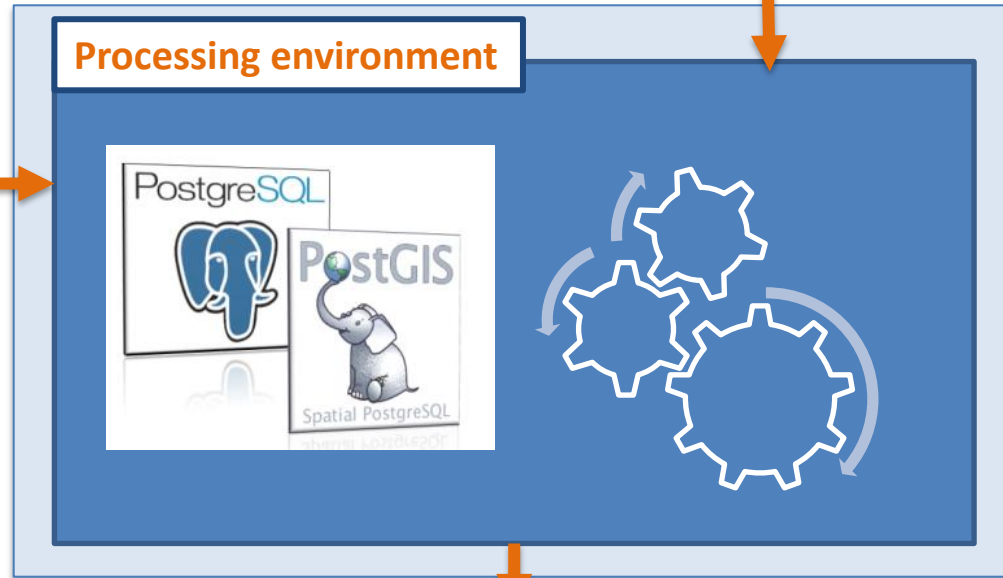 Processing environment
PostgreSQL
PostGIS
Spatial PostgreSQL